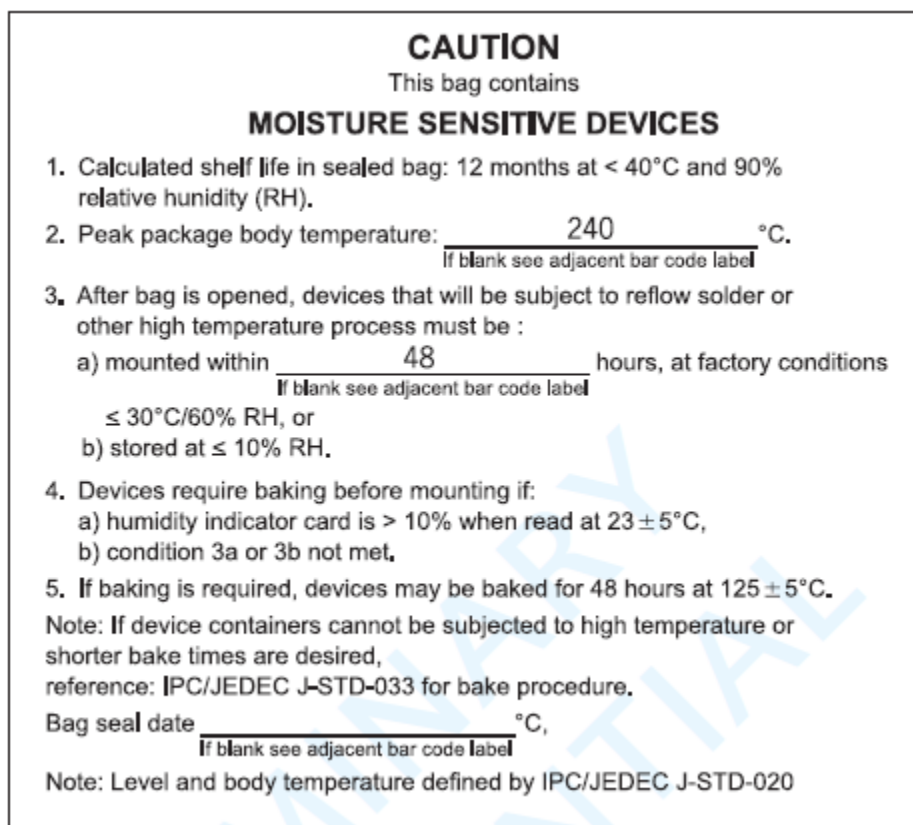 CAUTION
This bag contains
MOISTURE SENSITIVE DEVICES
1. Calculated shelf life in sealed bag: 12 months at < 40°C and 90%
relative hunidity (RH).
2. Peak package body temperature: 240 °C.
If blank see adjacent bar code label
3. After bag is opened, devices that will be subject to reflow solder or
other high temperature process must be :
a) mounted within 48 hours, at factory conditions
If blank see adjacent bar code label
≤ 30°C/60% RH, or
b) stored at ≤ 10% RH.
4. Devices require baking before mounting if:
a) humidity indicator card is > 10% when read at 23±5°C,
b) condition 3a or 3b not met.
5. If baking is required, devices may be baked for 48 hours at 125±5°C.
Note: If device containers cannot be subjected to high temperature or
shorter bake times are desired,
reference: IPC/JEDEC J-STD-033 for bake procedure.
Bag seal date °C,
If blank see adjacent bar code label
Note: Level and body temperature defined by IPC/JEDEC J-STD-020